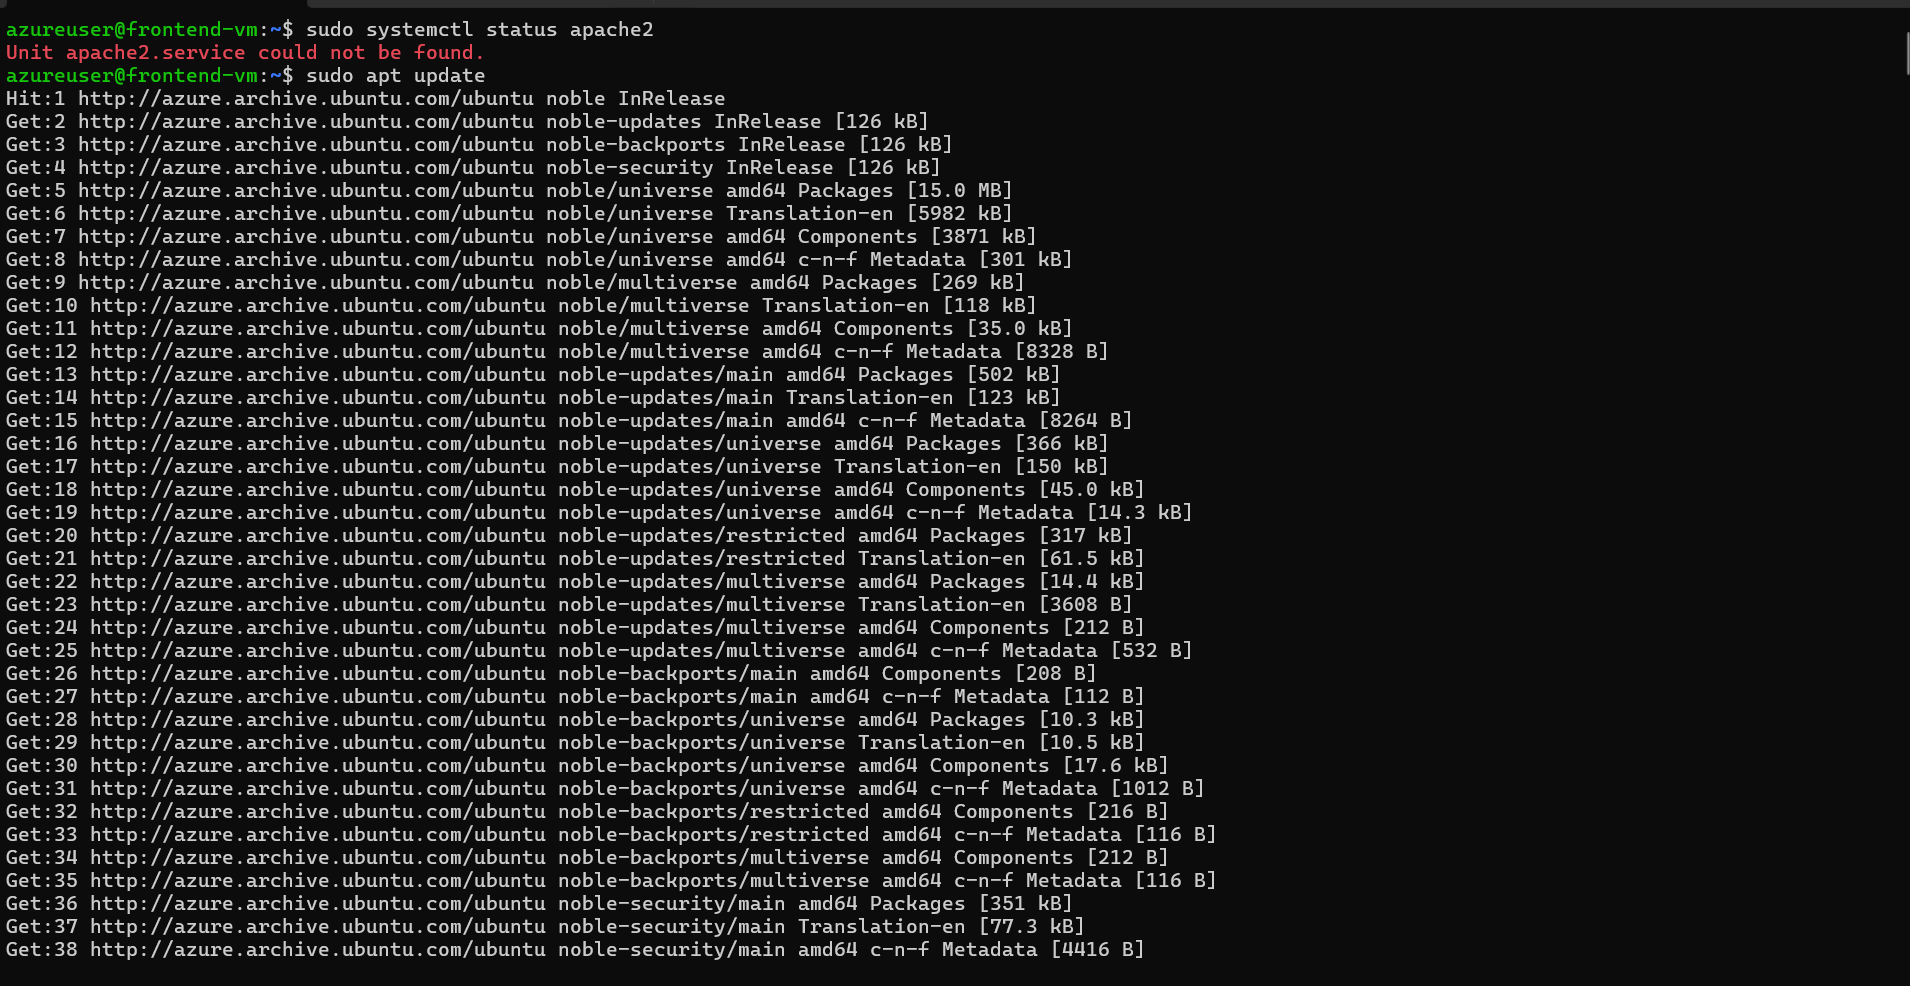 azureuser@frontend-vm:~$ sudo systemctl status apache2
Unit apache2.service could not be found.
azureuser@frontend-vm:~$ sudo apt update
Hit:1 http://azure.archive.ubuntu.com/ubuntu noble InRelease
Get:2 http://azure.archive.ubuntu.com/ubuntu noble-updates InRelease [126 kB]
Get:3 http://azure.archive.ubuntu.com/ubuntu noble-backports InRelease [126 kB]
Get:4 http://azure.archive.ubuntu.com/ubuntu noble-security InRelease [126 kB]
Get:5 http://azure.archive.ubuntu.com/ubuntu noble/universe amd64 Packages [15.0 MB]
Get:6 http://azure.archive.ubuntu.com/ubuntu noble/universe Translation-en [5982 kB]
Get:7 http://azure.archive.ubuntu.com/ubuntu noble/universe amd64 Components [3871 kB]
Get:8 http://azure.archive.ubuntu.com/ubuntu noble/universe amd64 c-n-f Metadata [301 kB]
Get:9 http://azure.archive.ubuntu.com/ubuntu noble/multiverse amd64 Packages [269 kB]
Get:10 http://azure.archive.ubuntu.com/ubuntu noble/multiverse Translation-en [118 kB]
Get:11 http://azure.archive.ubuntu.com/ubuntu noble/multiverse amd64 Components [35.0 kB]
Get:12 http://azure.archive.ubuntu.com/ubuntu noble/multiverse amd64 c-n-f Metadata [8328 B]
Get:13 http://azure.archive.ubuntu.com/ubuntu noble-updates/main amd64 Packages [502 kB]
Get:14 http://azure.archive.ubuntu.com/ubuntu noble-updates/main Translation-en [123 kB]
Get:15 http://azure.archive.ubuntu.com/ubuntu noble-updates/main amd64 c-n-f Metadata [8264 B]
Get:16 http://azure.archive.ubuntu.com/ubuntu noble-updates/universe amd64 Packages [366 kB]
Get:17 http://azure.archive.ubuntu.com/ubuntu noble-updates/universe Translation-en [150 kB]
Get:18 http://azure.archive.ubuntu.com/ubuntu noble-updates/universe amd64 Components [45.0 kB]
Get:19 http://azure.archive.ubuntu.com/ubuntu noble-updates/universe amd64 c-n-f Metadata [14.3 kB]
Get:20 http://azure.archive.ubuntu.com/ubuntu noble-updates/restricted amd64 Packages [317 kB]
Get:21 http://azure.archive.ubuntu.com/ubuntu noble-updates/restricted Translation-en [61.5 kB]
Get:22 http://azure.archive.ubuntu.com/ubuntu noble-updates/multiverse amd64 Packages [14.4 kB]
Get:23 http://azure.archive.ubuntu.com/ubuntu noble-updates/multiverse Translation-en [3608 B]
Get:24 http://azure.archive.ubuntu.com/ubuntu noble-updates/multiverse amd64 Components [212 B]
Get:25 http://azure.archive.ubuntu.com/ubuntu noble-updates/multiverse amd64 c-n-f Metadata [532 B]
Get:26 http://azure.archive.ubuntu.com/ubuntu noble-backports/main amd64 Components [208 B]
Get:27 http://azure.archive.ubuntu.com/ubuntu noble-backports/main amd64 c-n-f Metadata [112 B]
Get:28 http://azure.archive.ubuntu.com/ubuntu noble-backports/universe amd64 Packages [10.3 kB]
Get:29 http://azure.archive.ubuntu.com/ubuntu noble-backports/universe Translation-en [10.5 kB]
Get:30 http://azure.archive.ubuntu.com/ubuntu noble-backports/universe amd64 Components [17.6 kB]
Get:31 http://azure.archive.ubuntu.com/ubuntu noble-backports/universe amd64 c-n-f Metadata [1012 B]
Get:32 http://azure.archive.ubuntu.com/ubuntu noble-backports/restricted amd64 Components [216 B]
Get:33 http://azure.archive.ubuntu.com/ubuntu noble-backports/restricted amd64 c-n-f Metadata [116 B]
Get:34 http://azure.archive.ubuntu.com/ubuntu noble-backports/multiverse amd64 Components [212 B]
Get:35 http://azure.archive.ubuntu.com/ubuntu noble-backports/multiverse amd64 c-n-f Metadata [116 B]
Get:36 http://azure.archive.ubuntu.com/ubuntu noble-security/main amd64 Packages [351 kB]
Get:37 http://azure.archive.ubuntu.com/ubuntu noble-security/main Translation-en [77.3 kB]
Get:38 http://azure.archive.ubuntu.com/ubuntu noble-security/main amd64 c-n-f Metadata [4416 B]